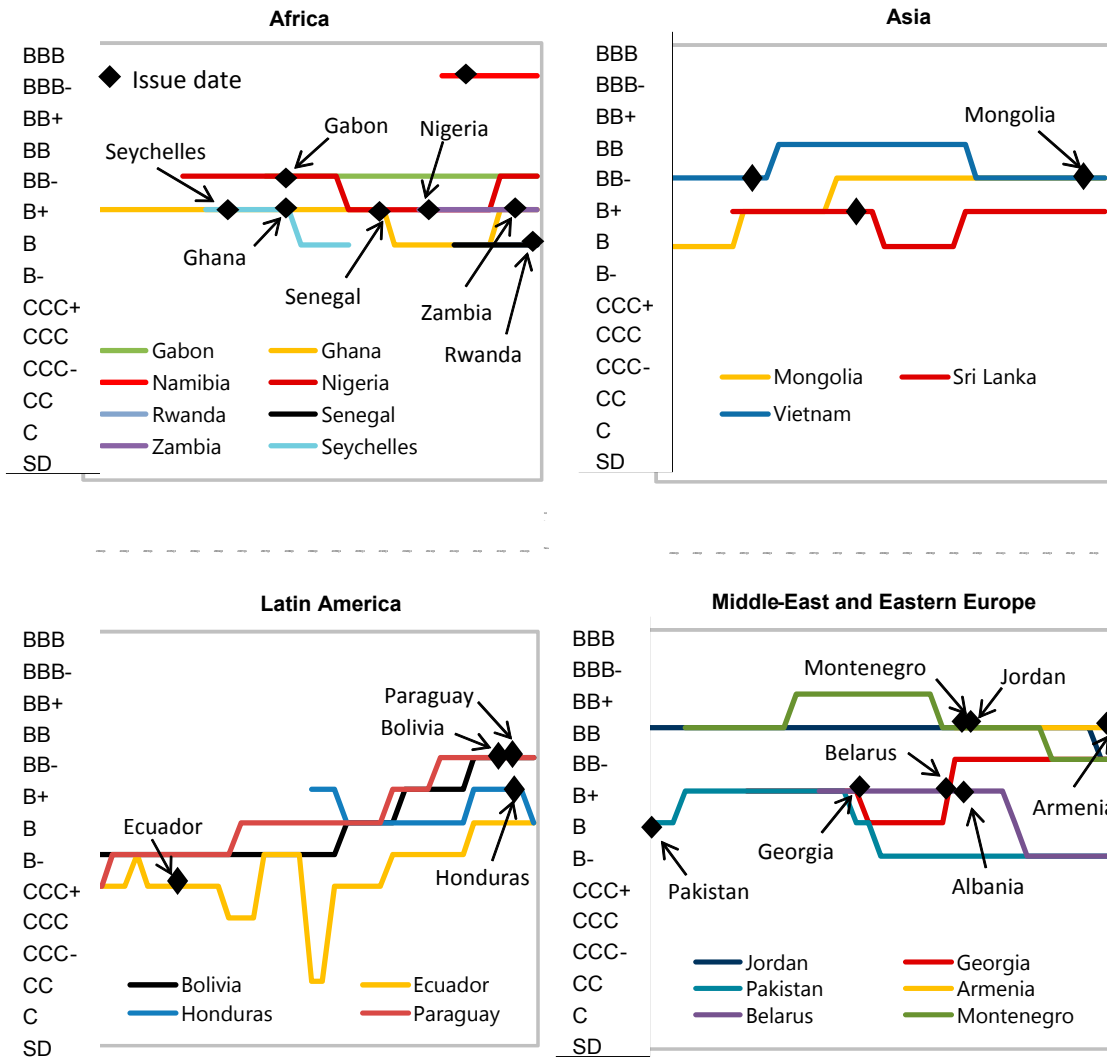 Africa
BBB
BBB-
BB+
BB
BB-
B+
B
B-
CCC+
CCC
CCC-
CC
C
SD
Issue date
Gabon
Nigeria
Seychelles
Ghana
Senegal
Zambia
Rwanda
Gabon Ghana
Namibia Nigeria
Rwanda Senegal
Zambia Seychelles
Asia
BBB
BBB-
BB+
BB
BB-
B+
B
B-
CCC+
CCC
CCC-
CC
C
SD
Mongolia
Mongolia Sri Lanka
Vietnam
Latin America
BBB
BBB-
BB+
BB
BB-
B+
B
B-
CCC+
CCC
CCC-
CC
C
SD
Paraguay
Bolivia
Ecuador
Honduras
Bolivia Ecuador
Honduras Paraguay
Middle-East and Eastern Europe
BBB
BBB-
BB+
BB
BB-
B+
B
B-
CCC+
CCC
CCC-
CC
C
SD
Montenegro
Jordan
Belarus
Armenia
Georgia
Albania
Pakistan
Jordan Georgia
Pakistan Armenia
Belarus Montenegro